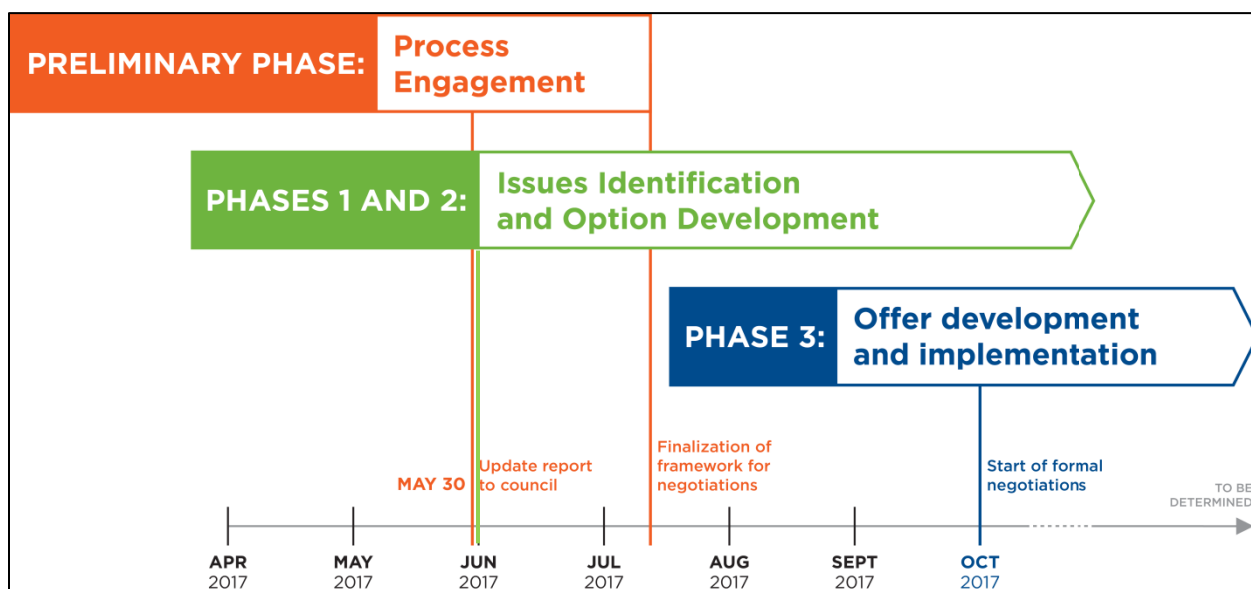 PRELIMINARY PHASE:
Process
Engagement
PHASES 1 AND 2:
Issues Identification
and Option Development
PHASE 3:
Offer development
and implementation
MAY 30
Update report
to council
Finalization of
framework for
negotiations
Start of formal
negotiations
TO BE
DETERMINED
APR
2017
MAY
2017
JUN
2017
JUL
2017
AUG
2017
SEPT
2017
OCT
2017